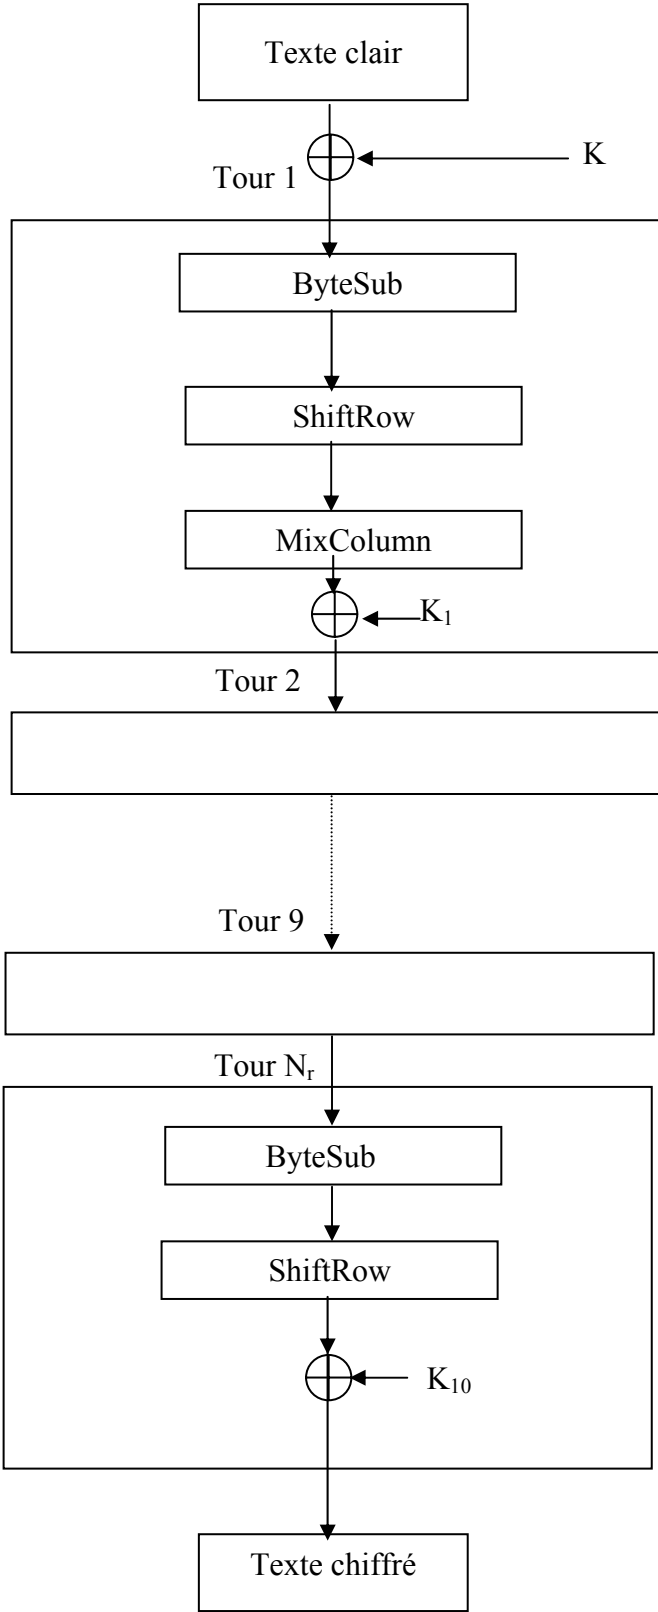 Texte clair
K
Tour 1
ByteSub
ShiftRow
MixColumn
K₁
Tour 2
Tour 9
Tour Nᵣ
ByteSub
ShiftRow
K₁₀
Texte chiffré